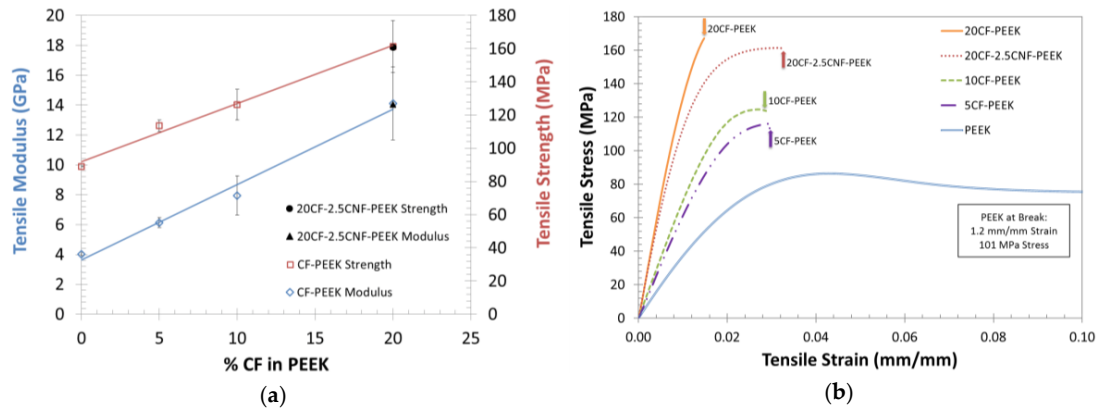 Tensile Modulus (GPa)
20
18
16
14
12
10
8
6
4
2
0
0
5
10
15
20
25
% CF in PEEK
180
160
140
120
100
80
60
40
20
0
Tensile Strength (MPa)
20CF-2.5CNF-PEEK Strength
20CF-2.5CNF-PEEK Modulus
CF-PEEK Strength
CF-PEEK Modulus
(a)
Tensile Stress (MPa)
180
160
140
120
100
80
60
40
20
0
0.00
0.02
0.04
0.06
0.08
0.10
Tensile Strain (mm/mm)
20CF-PEEK
20CF-2.5CNF-PEEK
10CF-PEEK
5CF-PEEK
20CF-PEEK
20CF-2.5CNF-PEEK
10CF-PEEK
5CF-PEEK
PEEK
PEEK at Break:
1.2 mm/mm Strain
101 MPa Stress
(b)